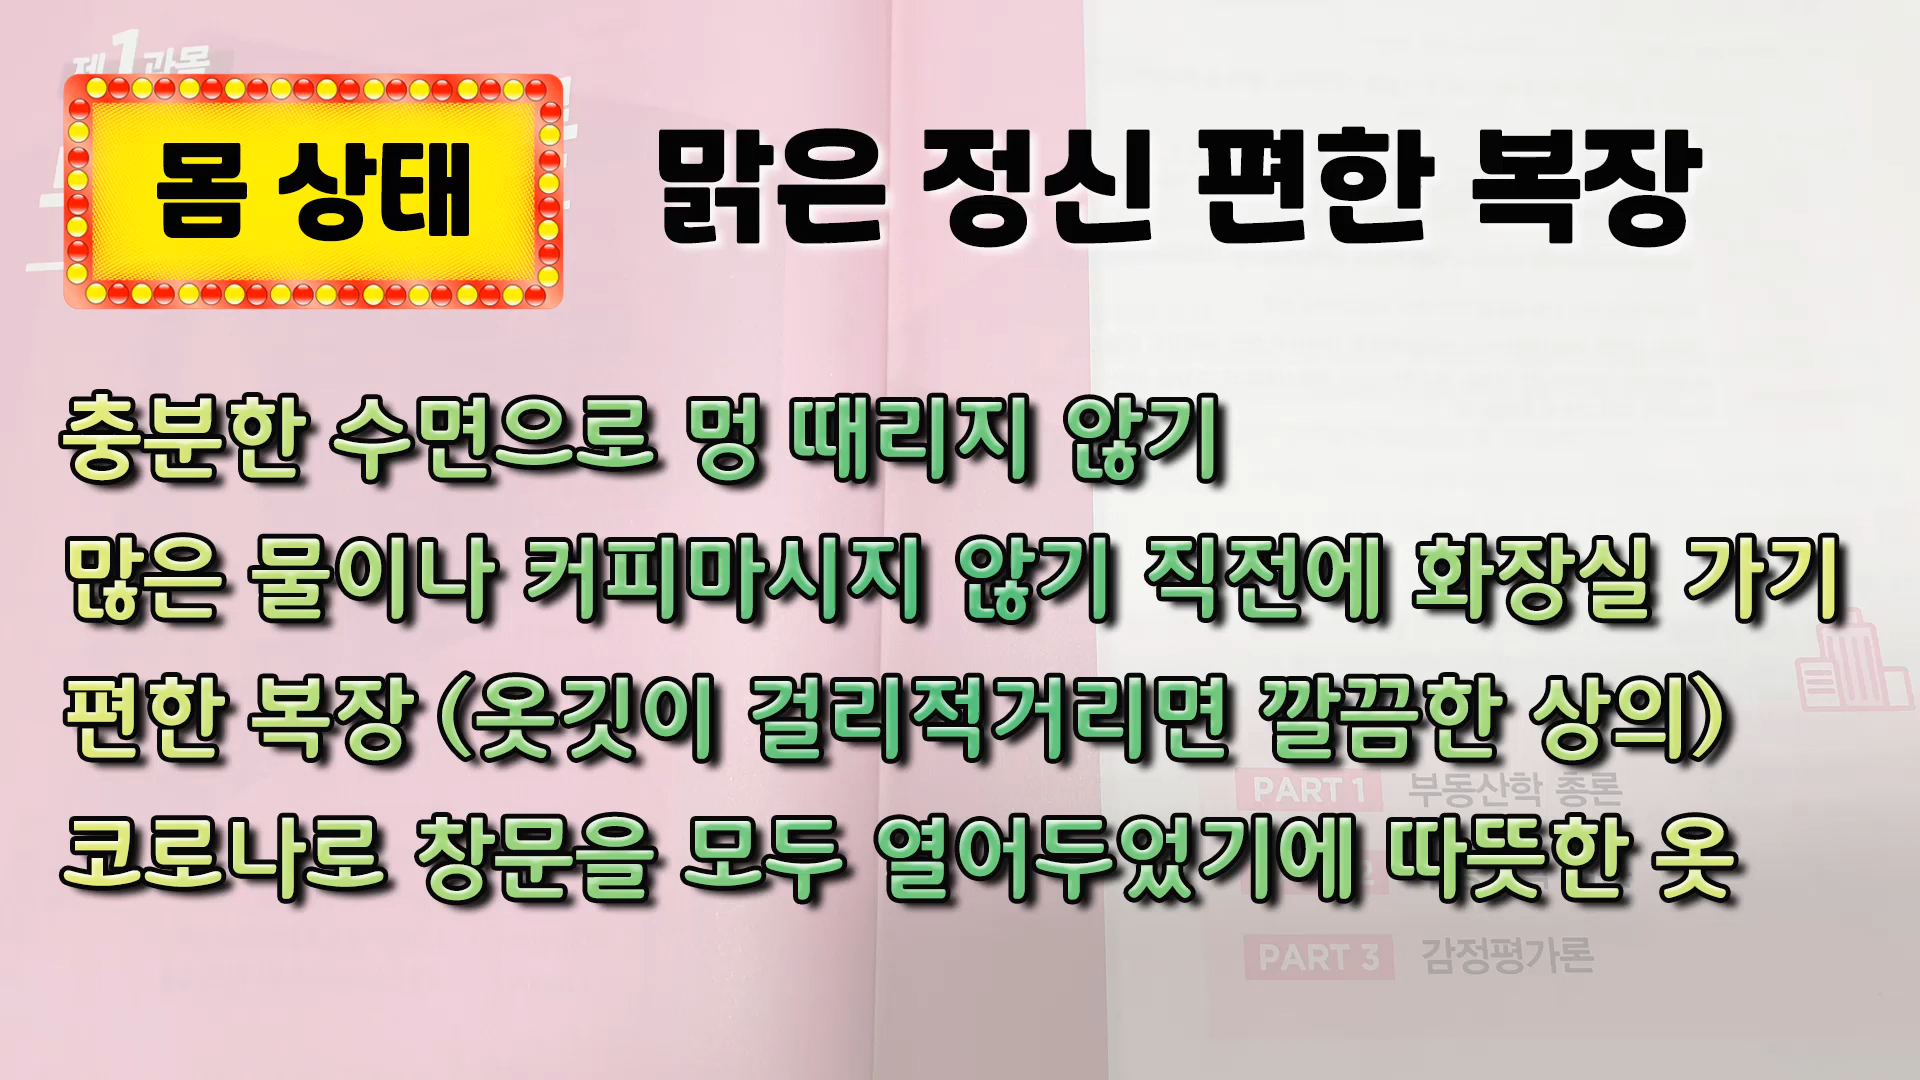 제1과목
몸 상태
맑은 정신 편한 복장
충분한 수면으로 멍 때리지 않기
많은 물이나 커피마시지 않기 직전에 화장실 가기
편한 복장 (옷깃이 걸리적거리면 깔끔한 상의)
코로나로 창문을 모두 열어두었기에 따뜻한 옷
PART 1 부동산학 총론
PART 3 감정평가론